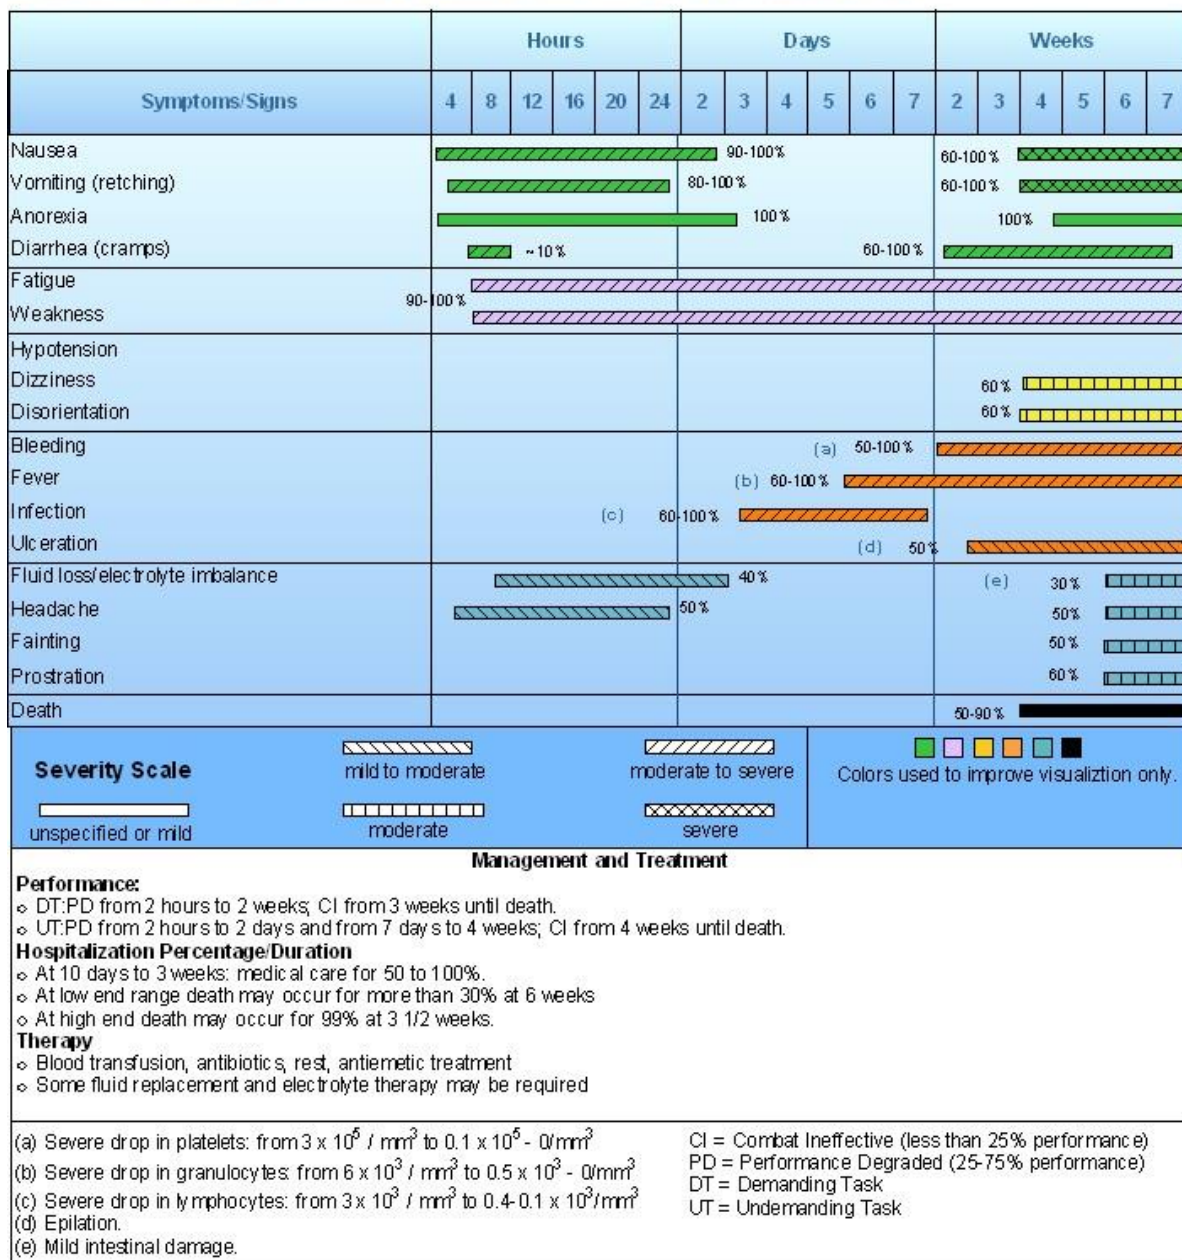 Hours Days Weeks
Symptoms/Signs 4 8 12 16 20 24 2 3 4 5 6 7 2 3 4 5 6 7
Nausea 90-100% 60-100%
Vomiting (retching) 80-100% 60-100%
Anorexia 100% 100%
Diarrhea (cramps) ~10% 60-100%
Fatigue
90-100%
Weakness
Hypotension
Dizziness 60%
Disorientation 60%
Bleeding (a) 50-100%
Fever (b) 60-100%
Infection (c) 60-100%
Ulceration (d) 50%
Fluid loss/electrolyte imbalance 40% (e) 30%
Headache 50% 50%
Fainting 50%
Prostration 60%
Death 50-90%
Severity Scale
mild to moderate
moderate to severe
unspecified or mild
moderate
severe
Colors used to improve visualiztion only.
Management and Treatment
Performance:
⋄ DT:PD from 2 hours to 2 weeks; CI from 3 weeks until death.
⋄ UT:PD from 2 hours to 2 days and from 7 days to 4 weeks; CI from 4 weeks until death.
Hospitalization Percentage/Duration
⋄ At 10 days to 3 weeks: medical care for 50 to 100%.
⋄ At low end range death may occur for more than 30% at 6 weeks
⋄ At high end death may occur for 99% at 3 1/2 weeks.
Therapy
⋄ Blood transfusion, antibiotics, rest, antiemetic treatment
⋄ Some fluid replacement and electrolyte therapy may be required
(a) Severe drop in platelets: from 3 x 10⁵ / mm³ to 0.1 x 10⁵ - 0/mm³
(b) Severe drop in granulocytes: from 6 x 10³ / mm³ to 0.5 x 10³ - 0/mm³
(c) Severe drop in lymphocytes: from 3 x 10³ / mm³ to 0.4-0.1 x 10³/mm³
(d) Epilation.
(e) Mild intestinal damage.
CI = Combat Ineffective (less than 25% performance)
PD = Performance Degraded (25-75% performance)
DT = Demanding Task
UT = Undemanding Task